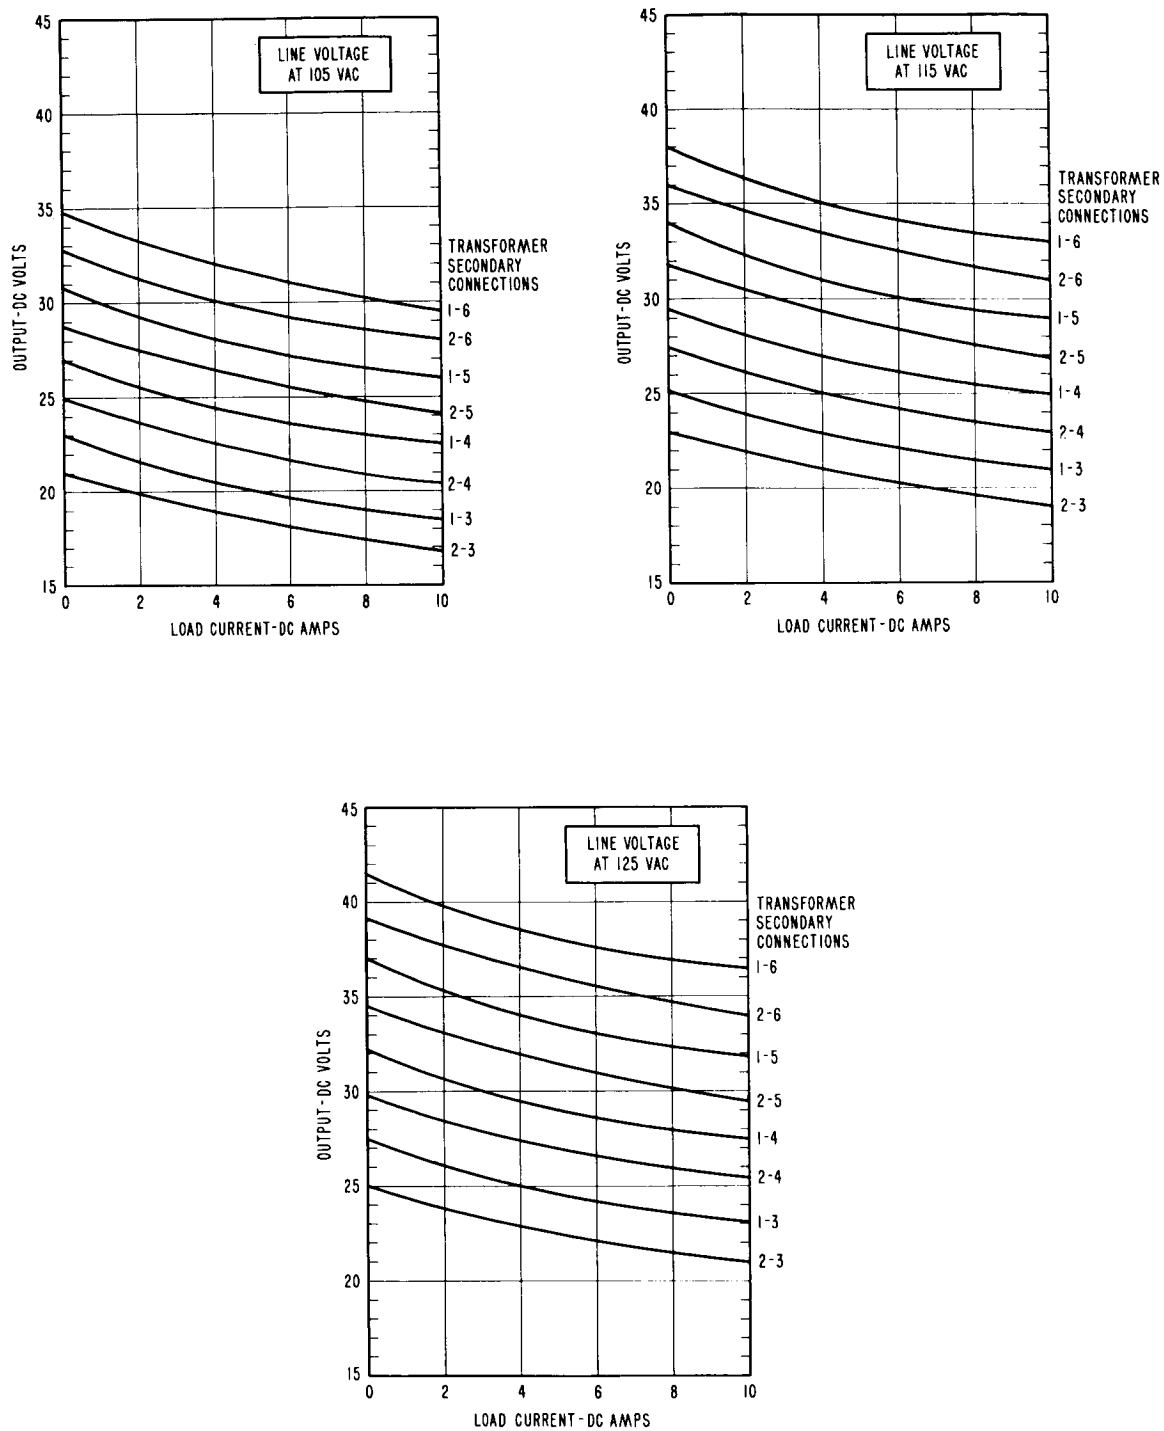 45
40
35
30
25
20
15
OUTPUT-DC VOLTS
LINE VOLTAGE
AT 105 VAC
TRANSFORMER
SECONDARY
CONNECTIONS
1-6
2-6
1-5
2-5
1-4
2-4
1-3
2-3
0 2 4 6 8 10
LOAD CURRENT-DC AMPS
45
40
35
30
25
20
15
OUTPUT-DC VOLTS
LINE VOLTAGE
AT 115 VAC
TRANSFORMER
SECONDARY
CONNECTIONS
1-6
2-6
1-5
2-5
1-4
2-4
1-3
2-3
0 2 4 6 8 10
LOAD CURRENT-DC AMPS
45
40
35
30
25
20
15
OUTPUT-DC VOLTS
LINE VOLTAGE
AT 125 VAC
TRANSFORMER
SECONDARY
CONNECTIONS
1-6
2-6
1-5
2-5
1-4
2-4
1-3
2-3
0 2 4 6 8 10
LOAD CURRENT-DC AMPS